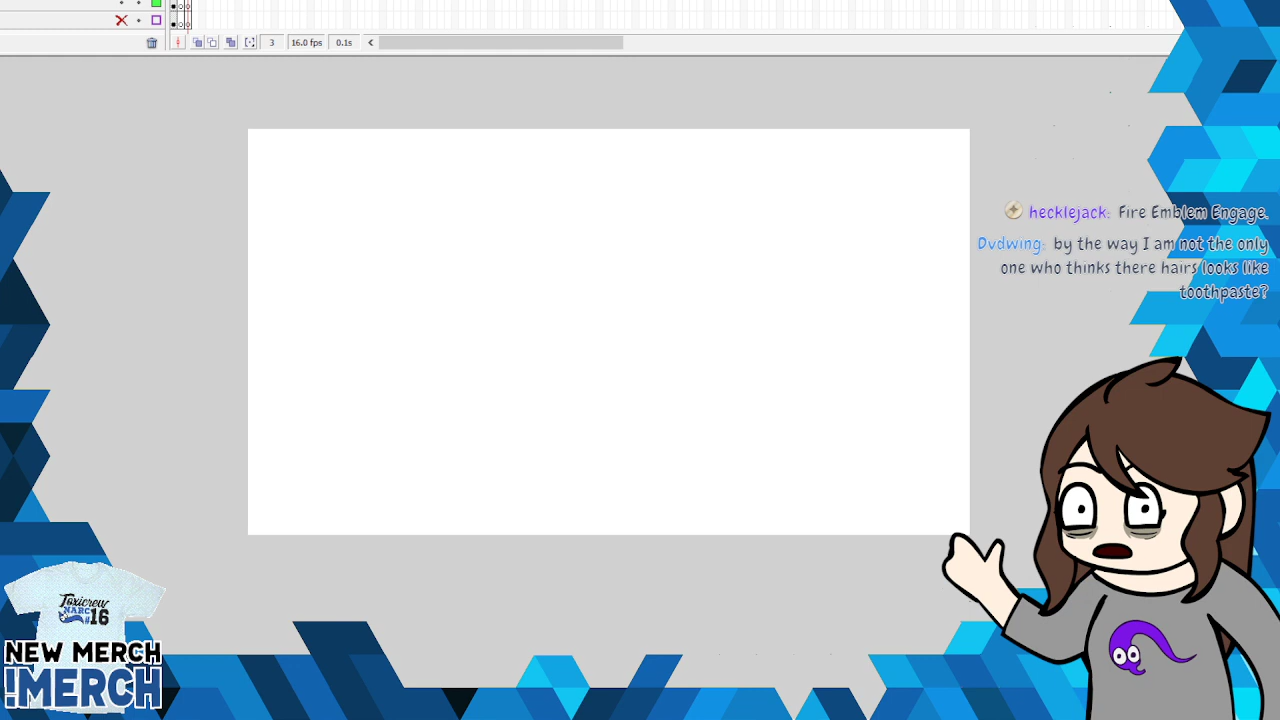 3 16.0 fps 0.1s
hecklejack: Fire Emblem Engage.
Dvdwing: by the way I am not the only
one who thinks there hairs looks like
toothpaste?
Toxicrew
MARC
#16
NEW MERCH
!MERCH